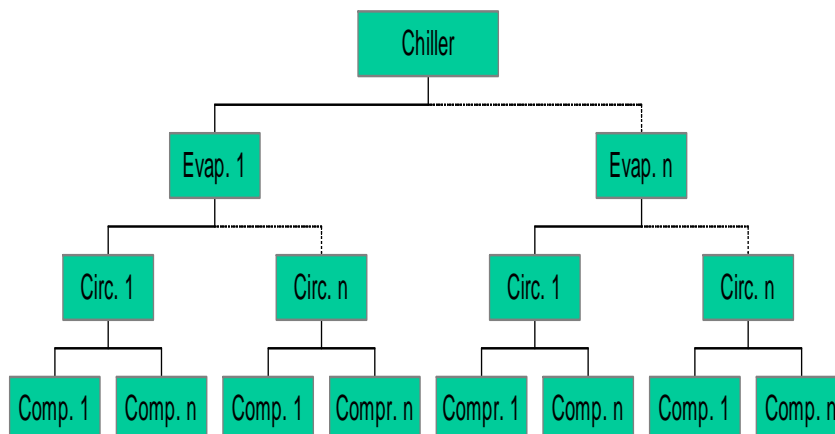 Chiller
Evap. 1
Evap. n
Circ. 1
Circ. n
Circ. 1
Circ. n
Comp. 1
Comp. n
Comp. 1
Compr. n
Compr. 1
Comp. n
Comp. 1
Comp. n